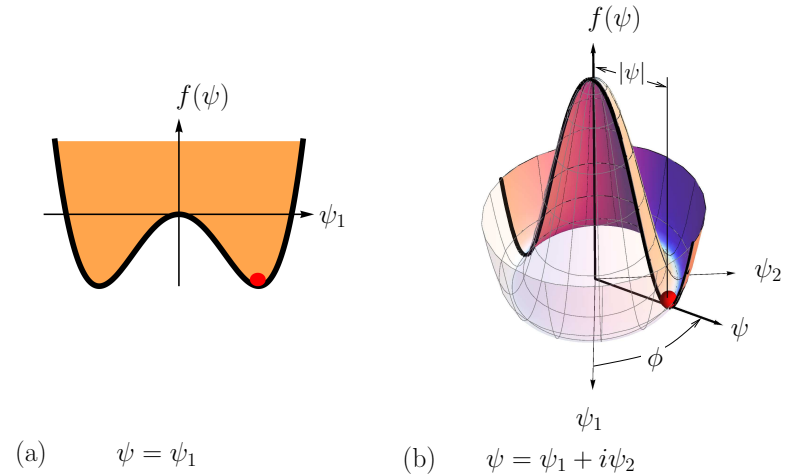 f(ψ)
ψ₁
(a) ψ = ψ₁
f(ψ)
|ψ|
ψ₂
ψ
ϕ
ψ₁
(b) ψ = ψ₁ + iψ₂